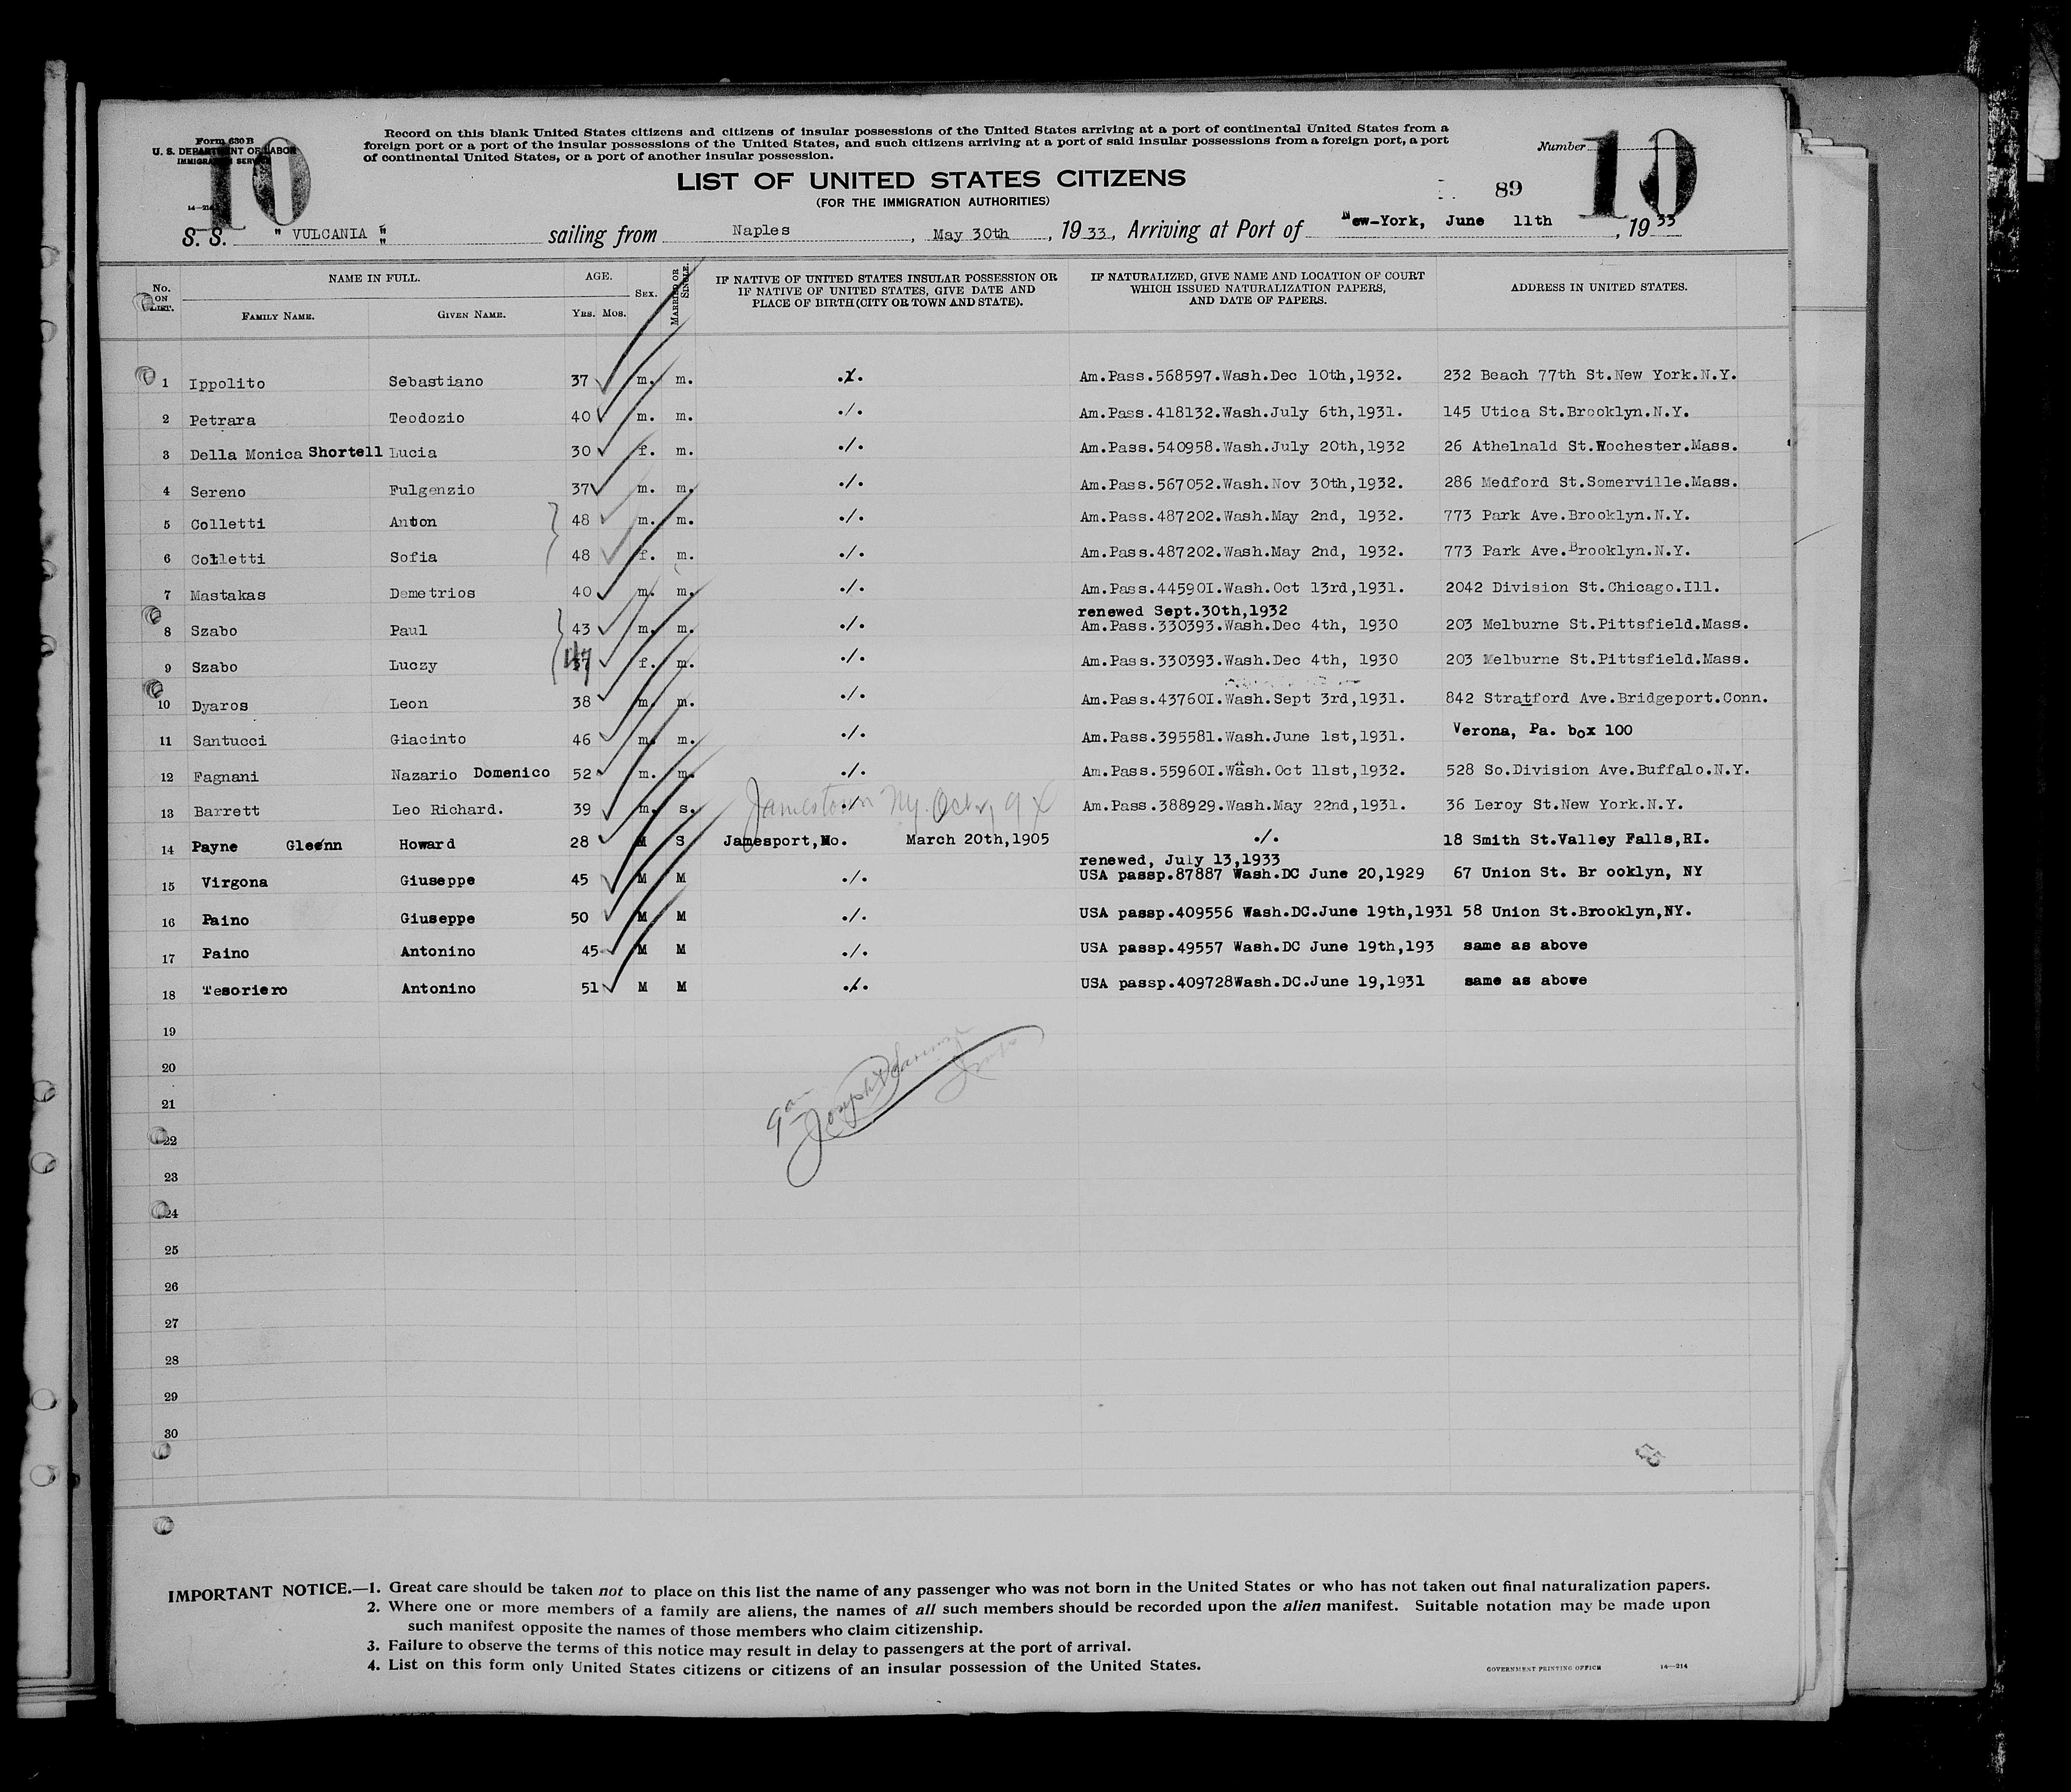 Form 630 B
U. S. DEPARTMENT OF LABOR
IMMIGRATION SERVICE
14—214
10
Record on this blank United States citizens and citizens of insular possessions of the United States arriving at a port of continental United States from a
foreign port or a port of the insular possessions of the United States, and such citizens arriving at a port of said insular possessions from a foreign port, a port
of continental United States, or a port of another insular possession.
Number 10
LIST OF UNITED STATES CITIZENS
(FOR THE IMMIGRATION AUTHORITIES)
89
S. S. " VULCANIA " sailing from Naples, May 30th, 1933, Arriving at Port of New-York, June 11th, 1933
No. ON LIST. NAME IN FULL. FAMILY NAME. GIVEN NAME. AGE. YRS. MOS. SEX. MARRIED OR SINGLE. IF NATIVE OF UNITED STATES INSULAR POSSESSION OR IF NATIVE OF UNITED STATES, GIVE DATE AND PLACE OF BIRTH (CITY OR TOWN AND STATE). IF NATURALIZED, GIVE NAME AND LOCATION OF COURT WHICH ISSUED NATURALIZATION PAPERS, AND DATE OF PAPERS. ADDRESS IN UNITED STATES.
1 Ippolito Sebastiano 37 m. m. ./. Am.Pass.568597.Wash.Dec 10th,1932. 232 Beach 77th St.New York.N.Y.
2 Petrara Teodozio 40 m. m. ./. Am.Pass.418132.Wash.July 6th,1931. 145 Utica St.Brooklyn.N.Y.
3 Della Monica Shortell Lucia 30 f. m. ./. Am.Pass.540958.Wash.July 20th,1932 26 Athelnald St.Rochester.Mass.
4 Sereno Fulgenzio 37 m. m. ./. Am.Pass.567052.Wash.Nov 30th,1932. 286 Medford St.Somerville.Mass.
5 Colletti Anton 48 m. m. ./. Am.Pass.487202.Wash.May 2nd, 1932. 773 Park Ave.Brooklyn.N.Y.
6 Colletti Sofia 48 f. m. ./. Am.Pass.487202.Wash.May 2nd, 1932. 773 Park Ave.Brooklyn.N.Y.
7 Mastakas Demetrios 40 m. m. ./. Am.Pass.44590I.Wash.Oct 13rd,1931. 2042 Division St.Chicago.Ill.
renewed Sept.30th,1932
8 Szabo Paul 43 m. m. ./. Am.Pass.330393.Wash.Dec 4th, 1930 203 Melburne St.Pittsfield.Mass.
9 Szabo Luczy f. m. ./. Am.Pass.330393.Wash.Dec 4th, 1930 203 Melburne St.Pittsfield.Mass.
10 Dyaros Leon 38 m. m. ./. Am.Pass.43760I.Wash.Sept 3rd,1931. 842 Stratford Ave.Bridgeport.Conn.
11 Santucci Giacinto 46 m. m. ./. Am.Pass.395581.Wash.June 1st,1931. Verona, Pa. box 100
12 Fagnani Nazario Domenico 52 m. m. ./. Am.Pass.55960I.Wash.Oct 11st,1932. 528 So.Division Ave.Buffalo.N.Y.
13 Barrett Leo Richard. 39 m. s. ./. Jamestown Ny. Am.Pass.388929.Wash.May 22nd,1931. 36 Leroy St.New York.N.Y.
14 Payne Gleenn Howard 28 M S Jamesport,Mo. March 20th,1905 ./. 18 Smith St.Valley Falls,RI.
renewed, July 13,1933
15 Virgona Giuseppe 45 M M ./. USA passp.87887 Wash.DC June 20,1929 67 Union St. Br ooklyn, NY
16 Paino Giuseppe 50 M M ./. USA passp.409556 Wash.DC.June 19th,1931 58 Union St.Brooklyn,NY.
17 Paino Antonino 45 M M ./. USA passp.49557 Wash.DC June 19th,193 same as above
18 Tesoriero Antonino 51 M M ./. USA passp.409728Wash.DC.June 19,1931 same as above
19
20
21
22
23
24
25
26
27
28
29
30
IMPORTANT NOTICE.—1. Great care should be taken not to place on this list the name of any passenger who was not born in the United States or who has not taken out final naturalization papers.
2. Where one or more members of a family are aliens, the names of all such members should be recorded upon the alien manifest. Suitable notation may be made upon
such manifest opposite the names of those members who claim citizenship.
3. Failure to observe the terms of this notice may result in delay to passengers at the port of arrival.
4. List on this form only United States citizens or citizens of an insular possession of the United States.
GOVERNMENT PRINTING OFFICE 14—214